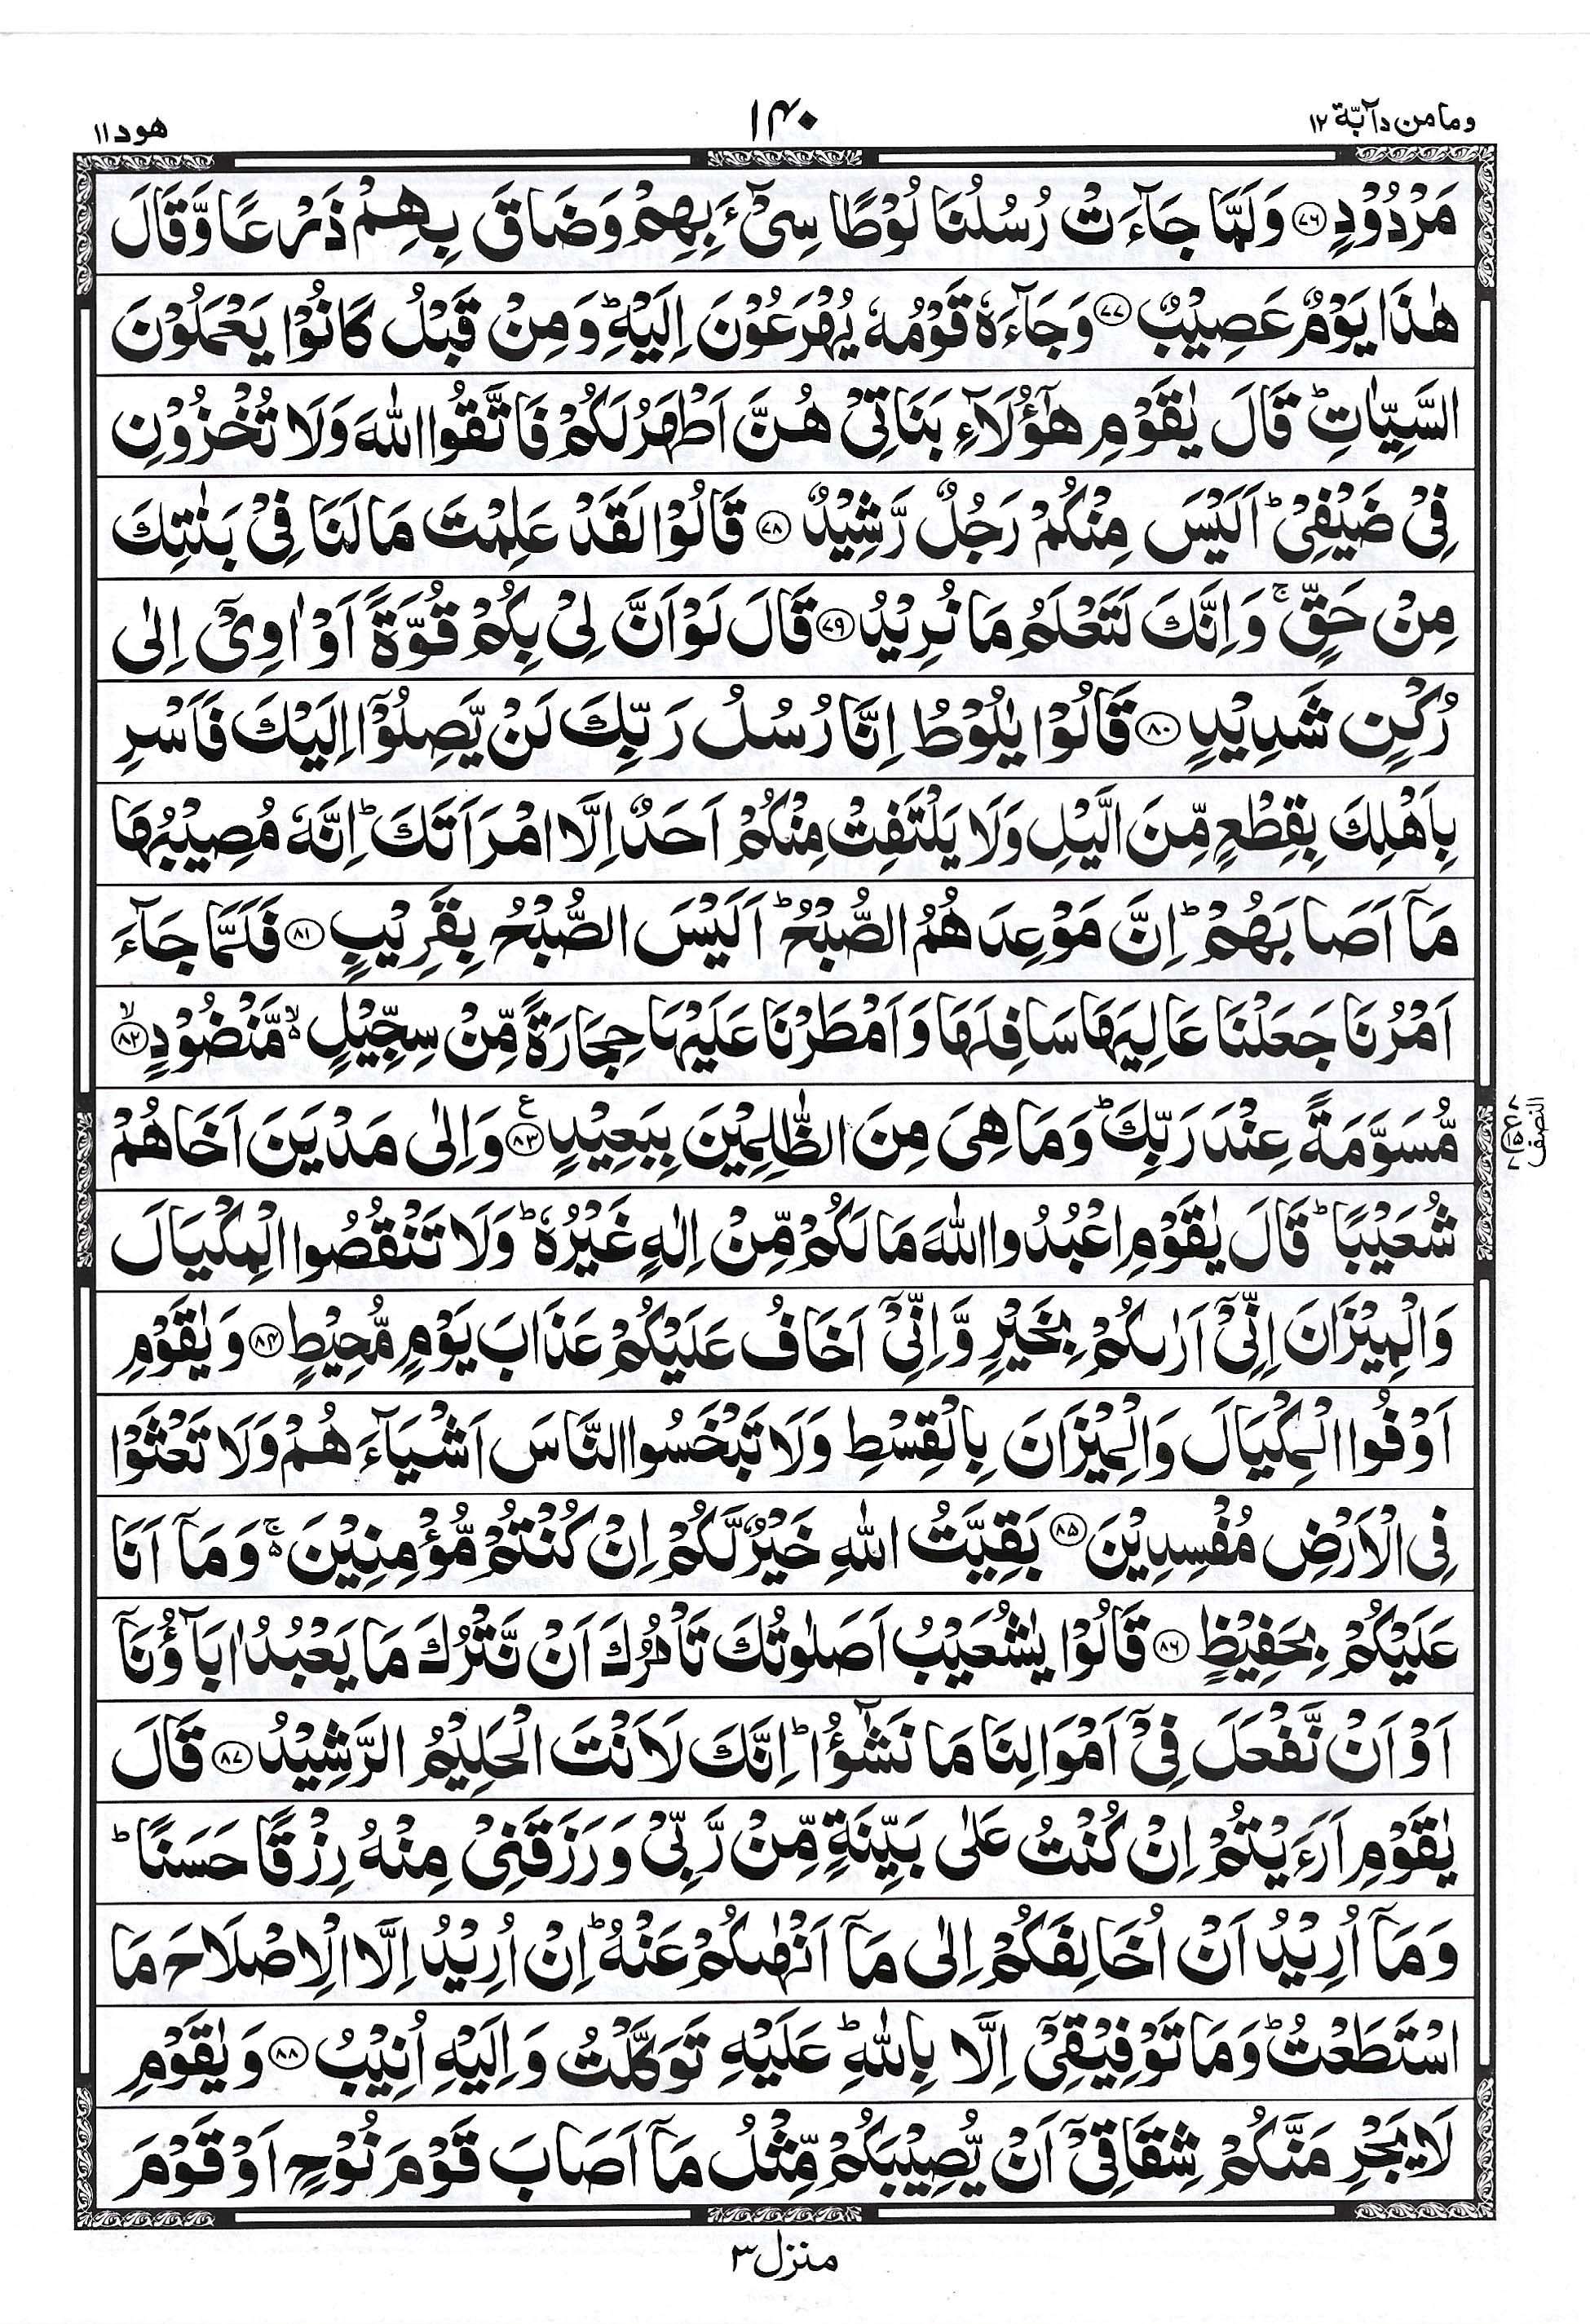 وما من دآبّة ١٢
١٤٠
هود ١١
مَرْدُوْدٍ ﴿٧٦﴾ وَلَمَّا جَآءَتْ رُسُلُنَا لُوْطًا سِیْٓءَ بِهِمْ وَضَاقَ بِهِمْ ذَرْعًا وَّقَالَ
هٰذَا يَوْمٌ عَصِيْبٌ ﴿٧٧﴾ وَجَآءَهٗ قَوْمُهٗ يُهْرَعُوْنَ اِلَيْهِ ؕ وَمِنْ قَبْلُ كَانُوْا يَعْمَلُوْنَ
السَّيِّاٰتِ ؕ قَالَ يٰقَوْمِ هٰٓؤُلَآءِ بَنَاتِیْ هُنَّ اَطْهَرُ لَكُمْ فَاتَّقُوا اللّٰهَ وَلَا تُخْزُوْنِ
فِیْ ضَيْفِیْ ؕ اَلَيْسَ مِنْكُمْ رَجُلٌ رَّشِيْدٌ ﴿٧٨﴾ قَالُوْا لَقَدْ عَلِمْتَ مَا لَنَا فِیْ بَنٰتِكَ
مِنْ حَقٍّ ۚ وَاِنَّكَ لَتَعْلَمُ مَا نُرِيْدُ ﴿٧٩﴾ قَالَ لَوْ اَنَّ لِیْ بِكُمْ قُوَّةً اَوْ اٰوِیْٓ اِلٰى
رُكْنٍ شَدِيْدٍ ﴿٨٠﴾ قَالُوْا يٰلُوْطُ اِنَّا رُسُلُ رَبِّكَ لَنْ يَّصِلُوْٓا اِلَيْكَ فَاَسْرِ
بِاَهْلِكَ بِقِطْعٍ مِّنَ الَّيْلِ وَلَا يَلْتَفِتْ مِنْكُمْ اَحَدٌ اِلَّا امْرَاَتَكَ ؕ اِنَّهٗ مُصِيْبُهَا
مَآ اَصَابَهُمْ ؕ اِنَّ مَوْعِدَهُمُ الصُّبْحُ ؕ اَلَيْسَ الصُّبْحُ بِقَرِيْبٍ ﴿٨١﴾ فَلَمَّا جَآءَ
اَمْرُنَا جَعَلْنَا عَالِيَهَا سَافِلَهَا وَاَمْطَرْنَا عَلَيْهَا حِجَارَةً مِّنْ سِجِّيْلٍ ۙ۬ مَّنْضُوْدٍ ﴿٨٢﴾ۙ
مُّسَوَّمَةً عِنْدَ رَبِّكَ ؕ وَمَا هِیَ مِنَ الظّٰلِمِيْنَ بِبَعِيْدٍ ﴿٨٣﴾ع وَاِلٰى مَدْيَنَ اَخَاهُمْ
شُعَيْبًا ؕ قَالَ يٰقَوْمِ اعْبُدُوا اللّٰهَ مَا لَكُمْ مِّنْ اِلٰهٍ غَيْرُهٗ ؕ وَلَا تَنْقُصُوا الْمِكْيَالَ
وَالْمِيْزَانَ اِنِّیْٓ اَرٰىكُمْ بِخَيْرٍ وَّاِنِّیْٓ اَخَافُ عَلَيْكُمْ عَذَابَ يَوْمٍ مُّحِيْطٍ ﴿٨٤﴾ وَيٰقَوْمِ
اَوْفُوا الْمِكْيَالَ وَالْمِيْزَانَ بِالْقِسْطِ وَلَا تَبْخَسُوا النَّاسَ اَشْيَآءَهُمْ وَلَا تَعْثَوْا
فِی الْاَرْضِ مُفْسِدِيْنَ ﴿٨٥﴾ بَقِيَّتُ اللّٰهِ خَيْرٌ لَّكُمْ اِنْ كُنْتُمْ مُّؤْمِنِيْنَ ۚ۬ وَمَآ اَنَا
عَلَيْكُمْ بِحَفِيْظٍ ﴿٨٦﴾ قَالُوْا يٰشُعَيْبُ اَصَلٰوتُكَ تَاْمُرُكَ اَنْ نَّتْرُكَ مَا يَعْبُدُ اٰبَآؤُنَآ
اَوْ اَنْ نَّفْعَلَ فِیْٓ اَمْوَالِنَا مَا نَشٰٓؤُا ؕ اِنَّكَ لَاَنْتَ الْحَلِيْمُ الرَّشِيْدُ ﴿٨٧﴾ قَالَ
يٰقَوْمِ اَرَءَيْتُمْ اِنْ كُنْتُ عَلٰى بَيِّنَةٍ مِّنْ رَّبِّیْ وَرَزَقَنِیْ مِنْهُ رِزْقًا حَسَنًا ؕ
وَمَآ اُرِيْدُ اَنْ اُخَالِفَكُمْ اِلٰى مَآ اَنْهٰىكُمْ عَنْهُ ؕ اِنْ اُرِيْدُ اِلَّا الْاِصْلَاحَ مَا
اسْتَطَعْتُ ؕ وَمَا تَوْفِيْقِیْٓ اِلَّا بِاللّٰهِ ؕ عَلَيْهِ تَوَكَّلْتُ وَاِلَيْهِ اُنِيْبُ ﴿٨٨﴾ وَيٰقَوْمِ
لَا يَجْرِمَنَّكُمْ شِقَاقِیْٓ اَنْ يُّصِيْبَكُمْ مِّثْلُ مَآ اَصَابَ قَوْمَ نُوْحٍ اَوْ قَوْمَ
النصف
منزل ٣